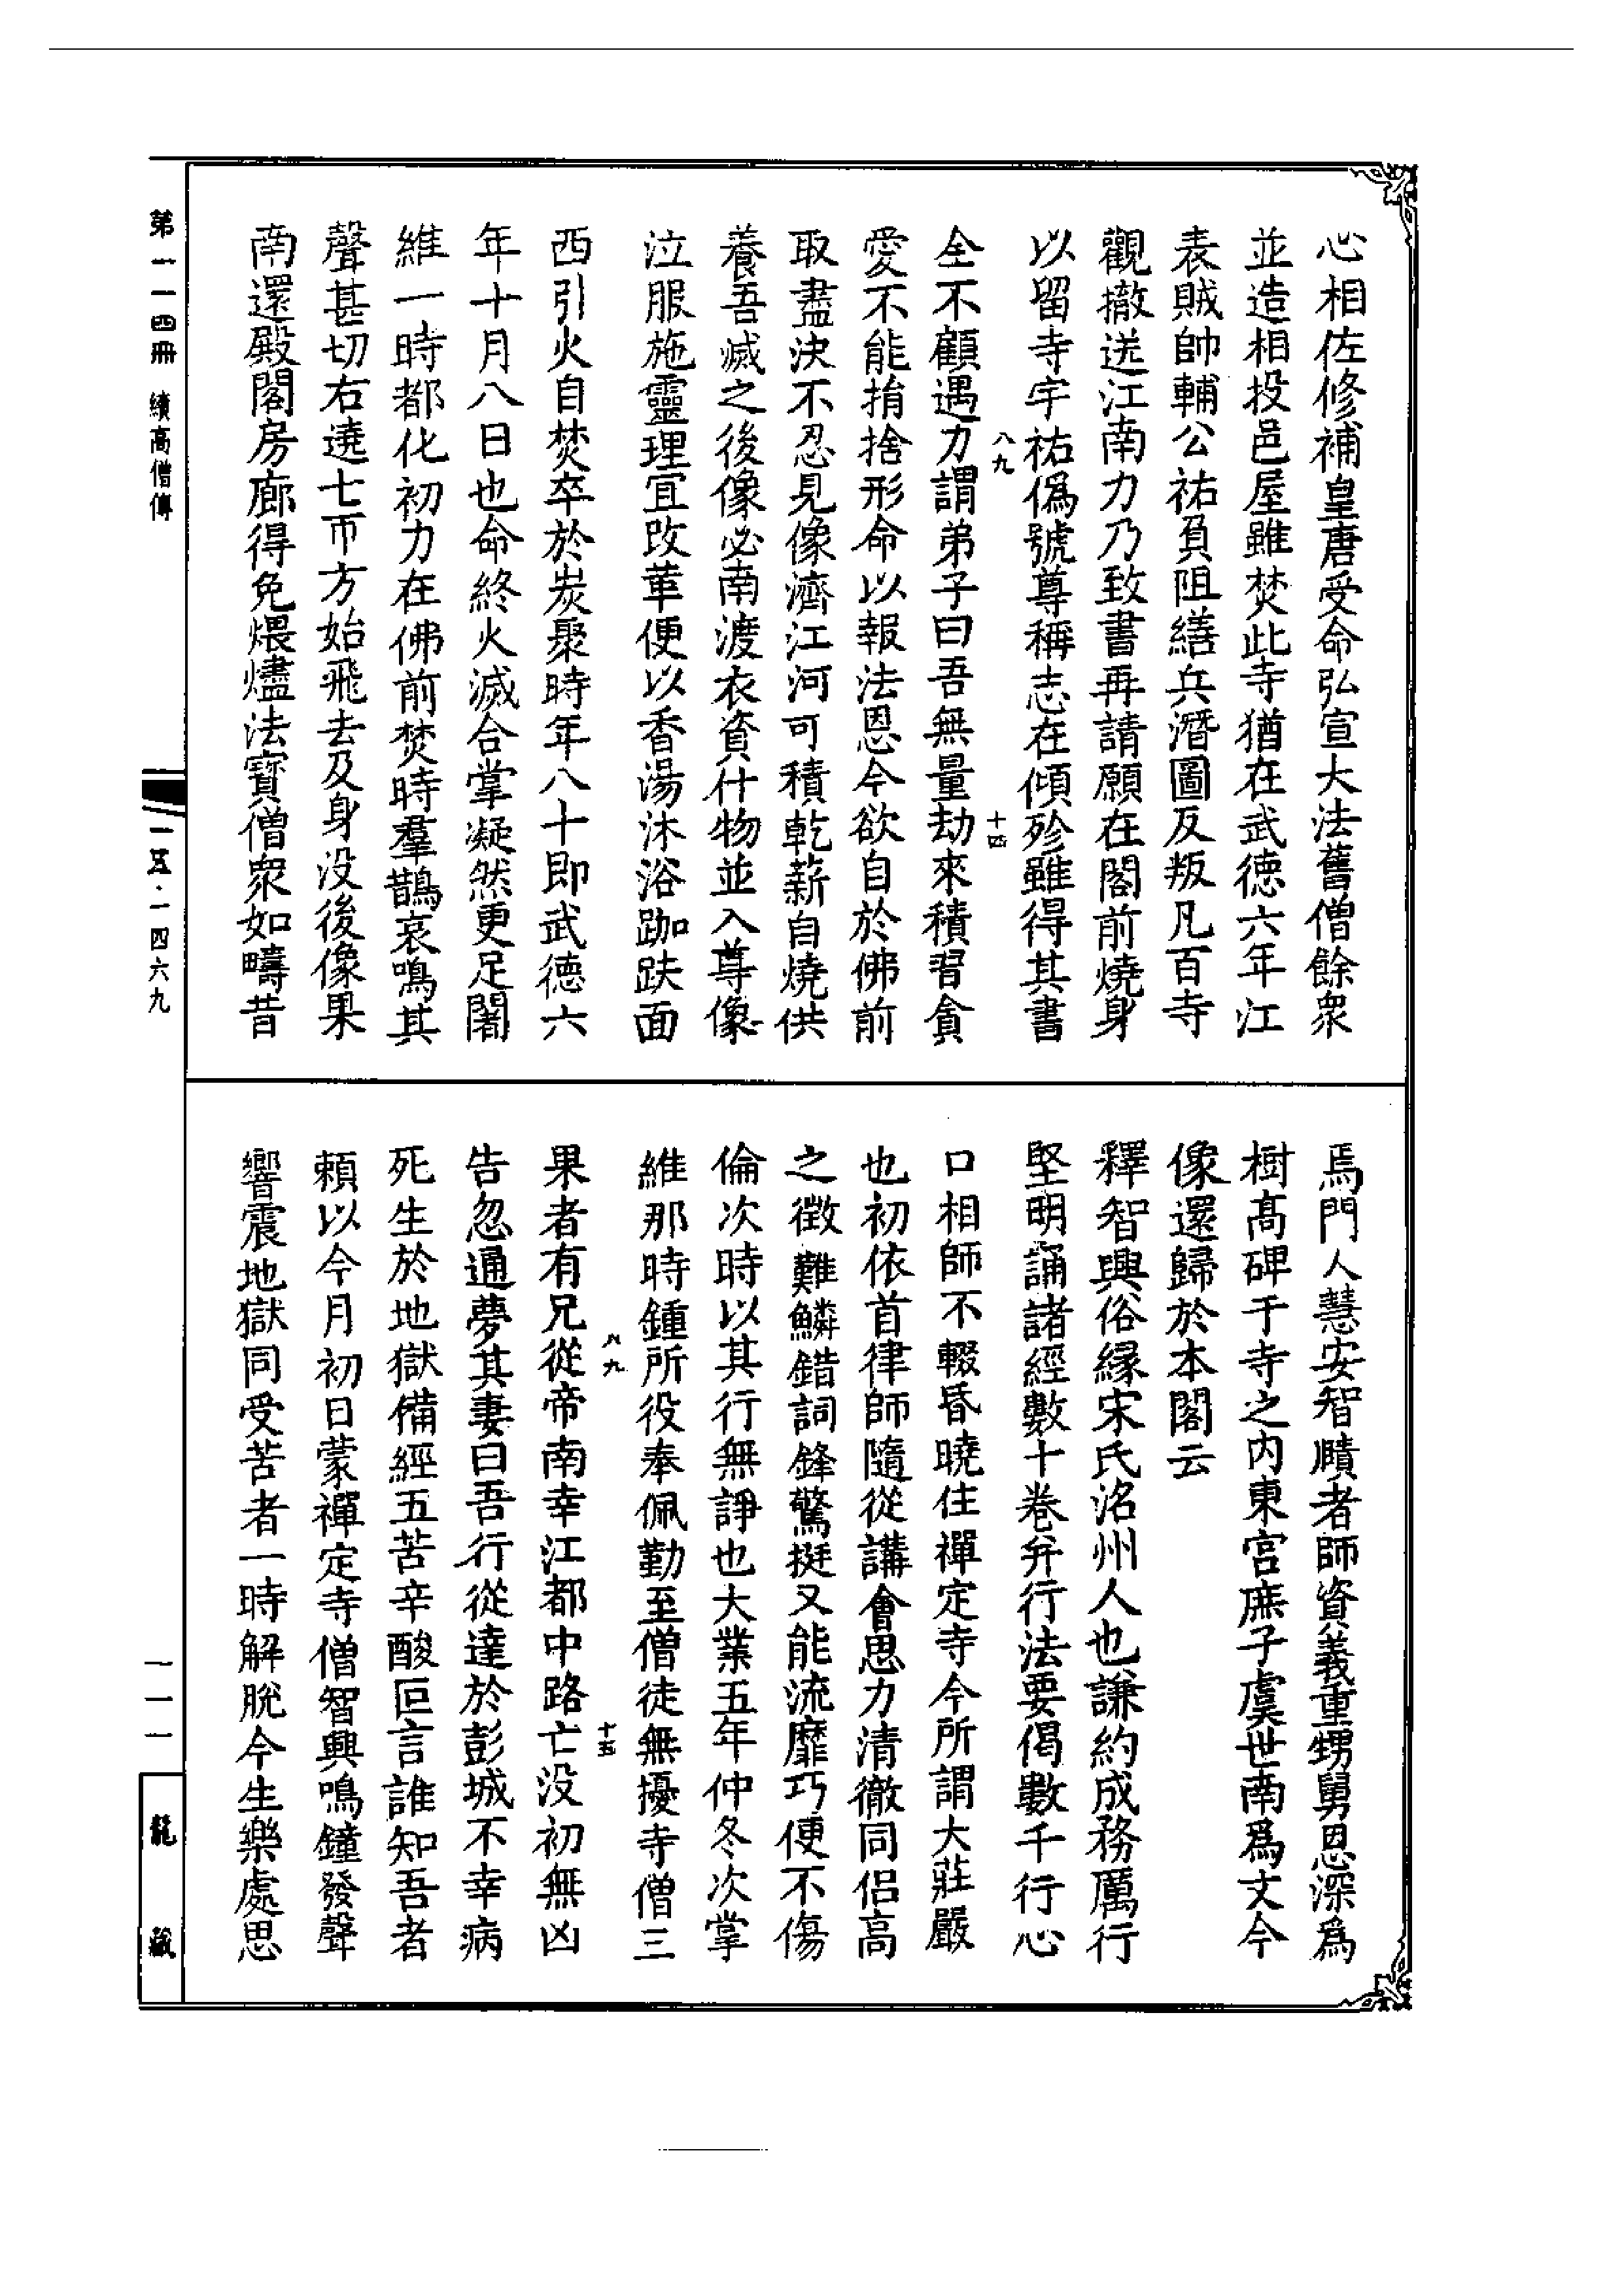 心相佐修補皇唐受命弘宣大法舊僧餘衆
並造相投邑屋雖焚此寺猶在武德六年江
表賊帥輔公祐負阻繕兵潛圖反叛凡百寺
觀撤送江南力乃致書再請願在閣前燒身
以留寺宇祐僞號尊稱志在傾殄雖得其書
八九
十四
全不顧遇力謂弟子曰吾無量劫來積習貪
愛不能捐捨形命以報法恩今欲自於佛前
取盡決不忍見像濟江河可積乾薪自燒供
養吾滅之後像必南渡衣資什物並入尊像
泣服施靈理宜改革便以香湯沐浴跏趺面
西引火自焚卒於炭聚時年八十即武德六
年十月八日也命終火滅合掌凝然更足闍
維一時都化初力在佛前焚時羣鵲哀鳴其
聲甚切右遶七帀方始飛去及身没後像果
南還殿閣房廊得免煨燼法寶僧衆如疇昔
焉門人慧安智賾者師資義重甥舅恩深爲
樹高碑于寺之内東宮庶子虞世南爲文今
像還歸於本閣云
釋智興俗緣宋氏洺州人也謙約成務厲行
堅明誦諸經數十卷并行法要偈數千行心
口相師不輟昏曉住禪定寺今所謂大莊嚴
也初依首律師隨從講會思力清徹同侣高
之徵難鱗錯詞鋒驚挺又能流靡巧便不傷
倫次時以其行無諍也大業五年仲冬次掌
維那時鍾所役奉佩勤至僧徒無擾寺僧三
八九
十五
果者有兄從帝南幸江都中路亡没初無凶
告忽通夢其妻曰吾行從達於彭城不幸病
死生於地獄備經五苦辛酸叵言誰知吾者
賴以今月初日蒙禪定寺僧智興鳴鐘發聲
響震地獄同受苦者一時解脫今生樂處思
第一一四冊 續高僧傳
一五·一四六九
一一一
龍藏